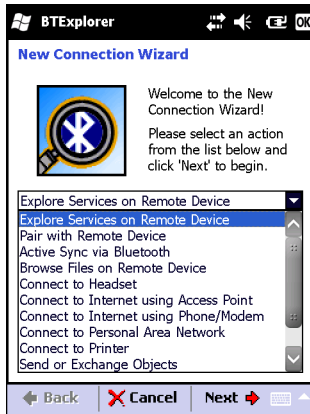 BTExplorer
OK
New Connection Wizard
Welcome to the New
Connection Wizard!
Please select an action
from the list below and
click 'Next' to begin.
Explore Services on Remote Device
Explore Services on Remote Device
Pair with Remote Device
Active Sync via Bluetooth
Browse Files on Remote Device
Connect to Headset
Connect to Internet using Access Point
Connect to Internet using Phone/Modem
Connect to Personal Area Network
Connect to Printer
Send or Exchange Objects
Back Cancel Next